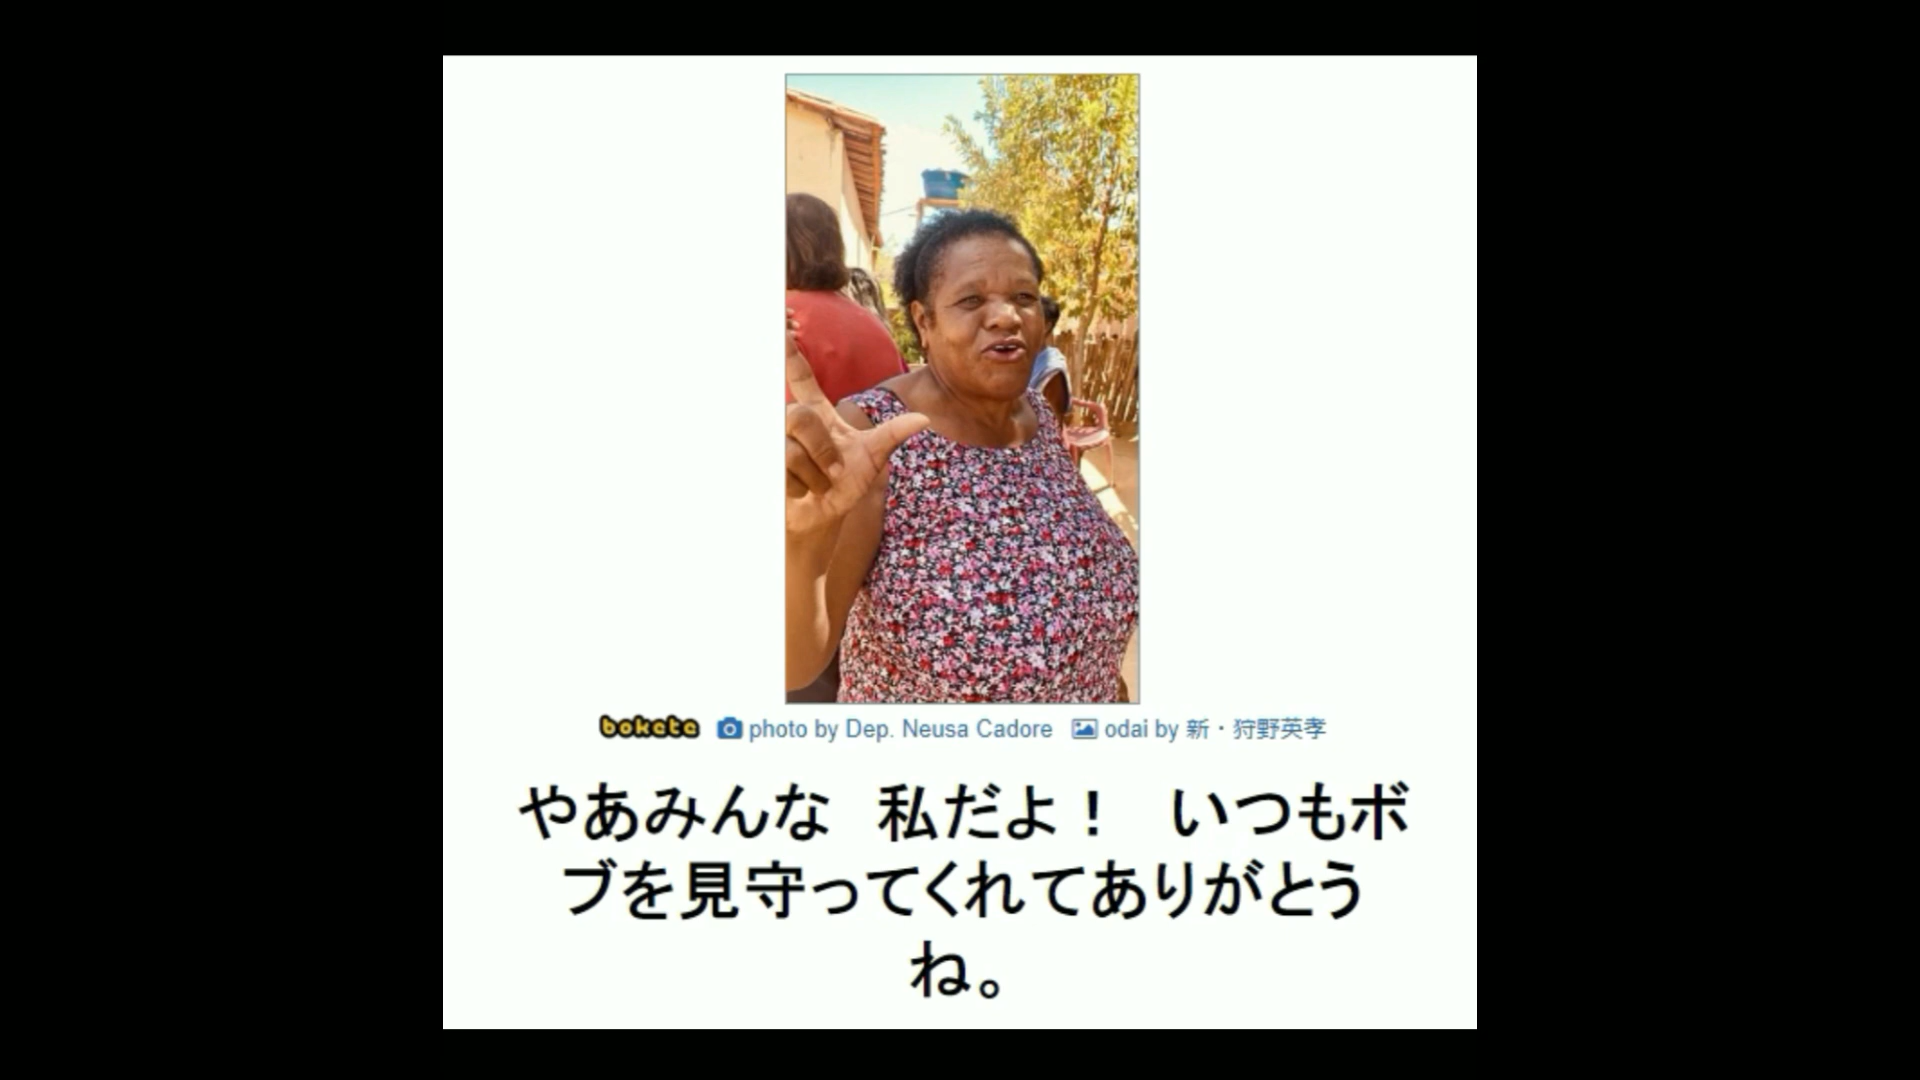 bokete photo by Dep. Neusa Cadore odai by 新・狩野英孝
やあみんな　私だよ！　いつもボ
ブを見守ってくれてありがとう
ね。